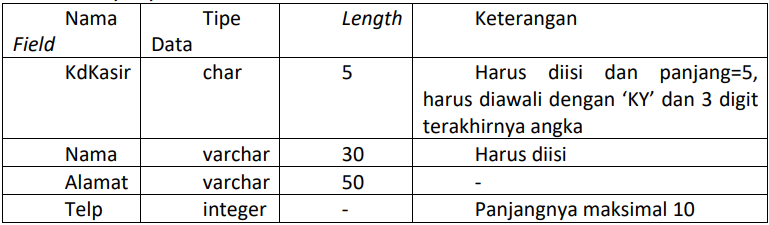 Nama Field Tipe Data Length Keterangan
KdKasir char 5 Harus diisi dan panjang=5,
harus diawali dengan ‘KY’ dan 3 digit
terakhirnya angka
Nama varchar 30 Harus diisi
Alamat varchar 50 -
Telp integer - Panjangnya maksimal 10